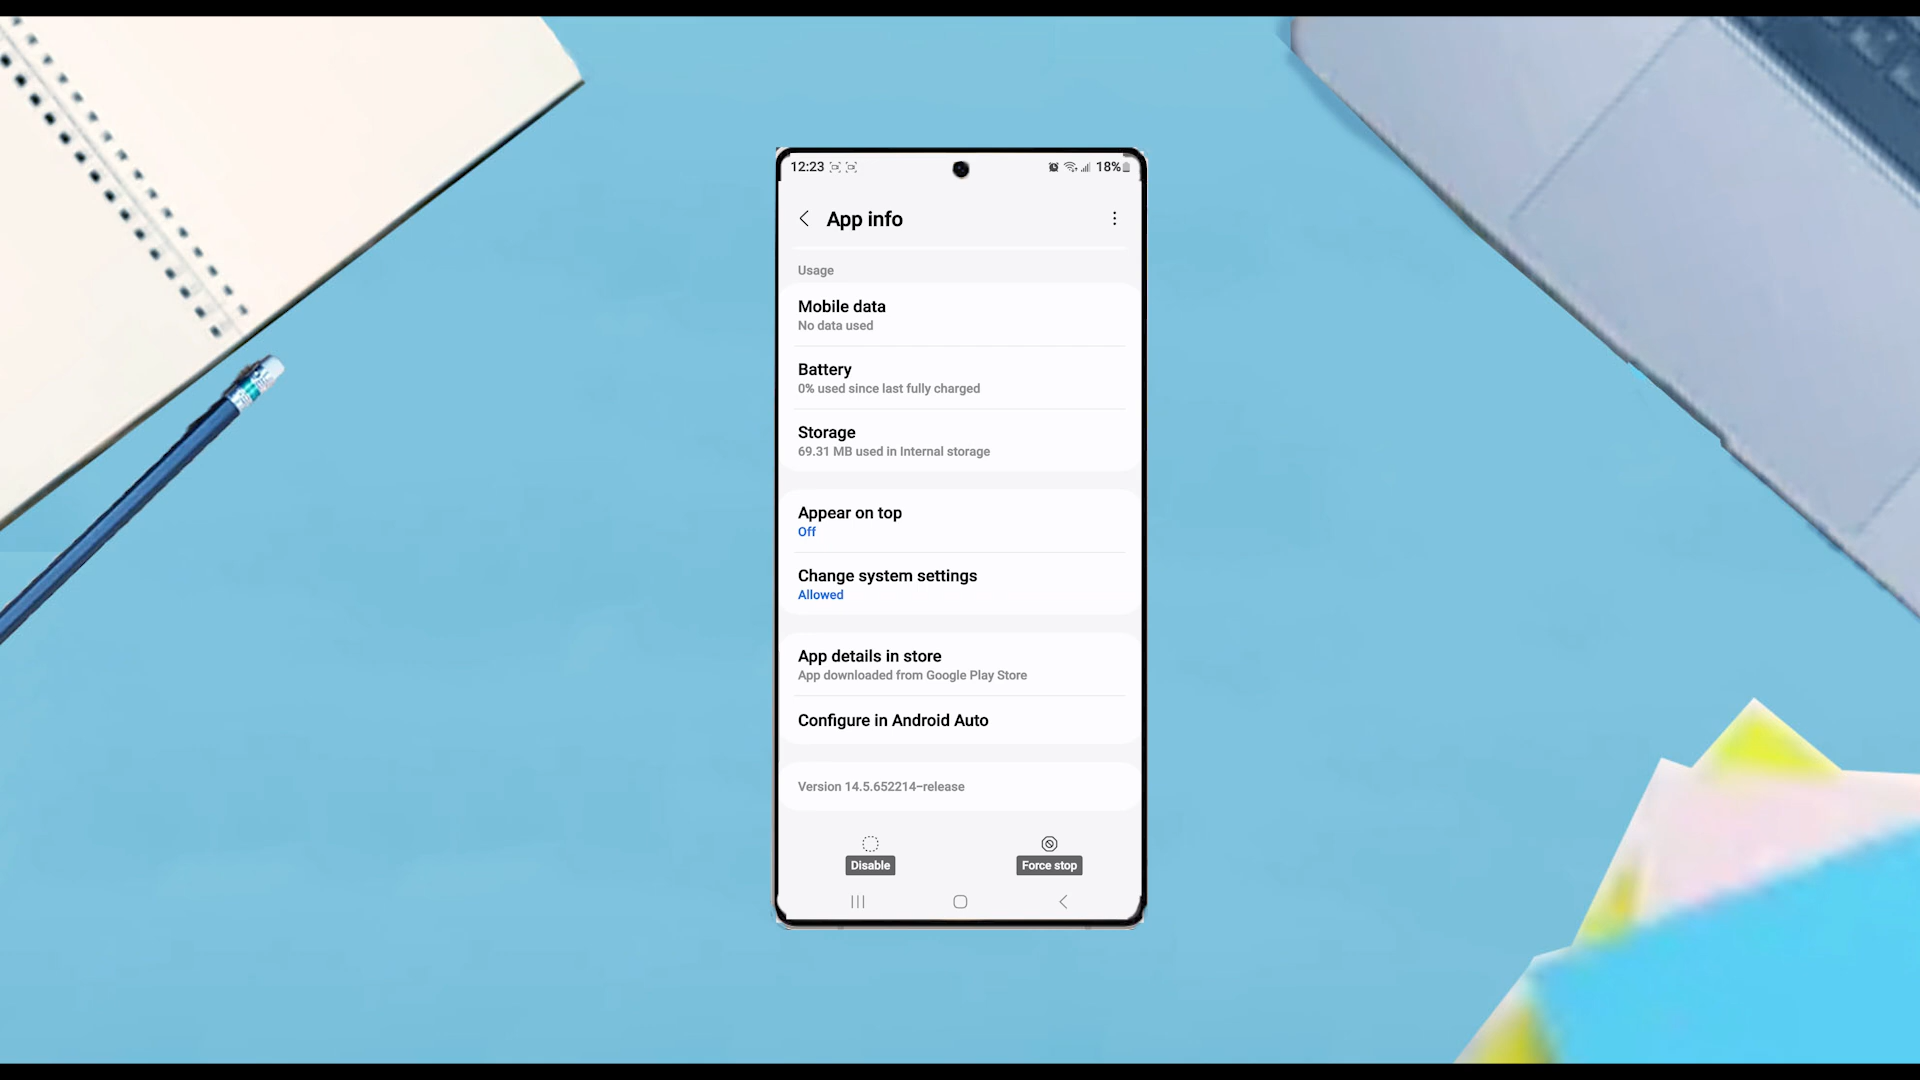 12:23
18%
App info
Usage
Mobile data
No data used
Battery
0% used since last fully charged
Storage
69.31 MB used in Internal storage
Appear on top
Off
Change system settings
Allowed
App details in store
App downloaded from Google Play Store
Configure in Android Auto
Version 14.5.652214-release
Disable
Force stop